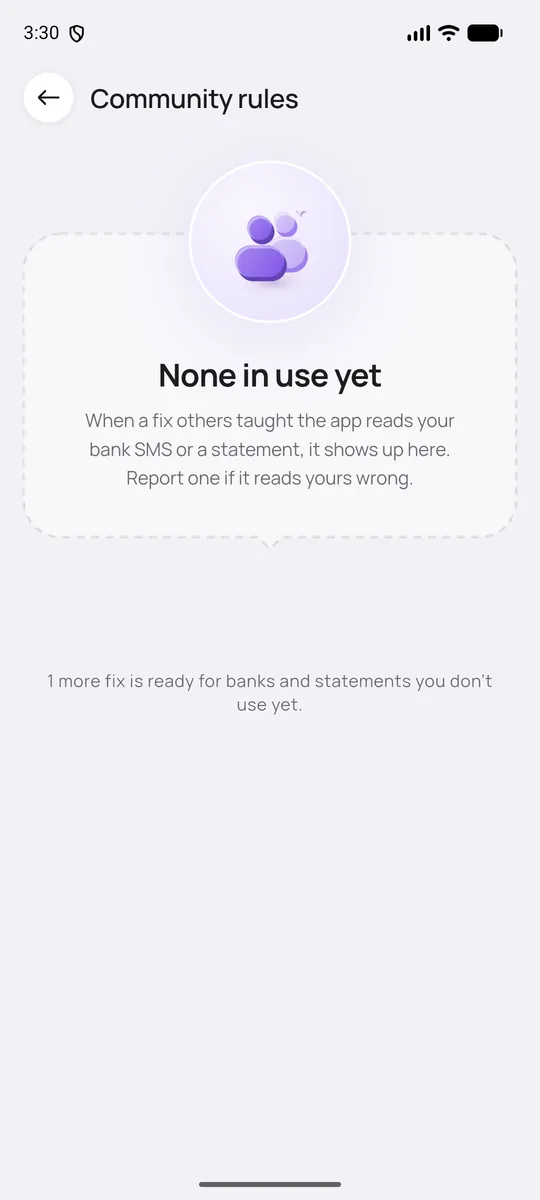 3:30
Community rules
None in use yet
When a fix others taught the app reads your
bank SMS or a statement, it shows up here.
Report one if it reads yours wrong.
1 more fix is ready for banks and statements you don't
use yet.